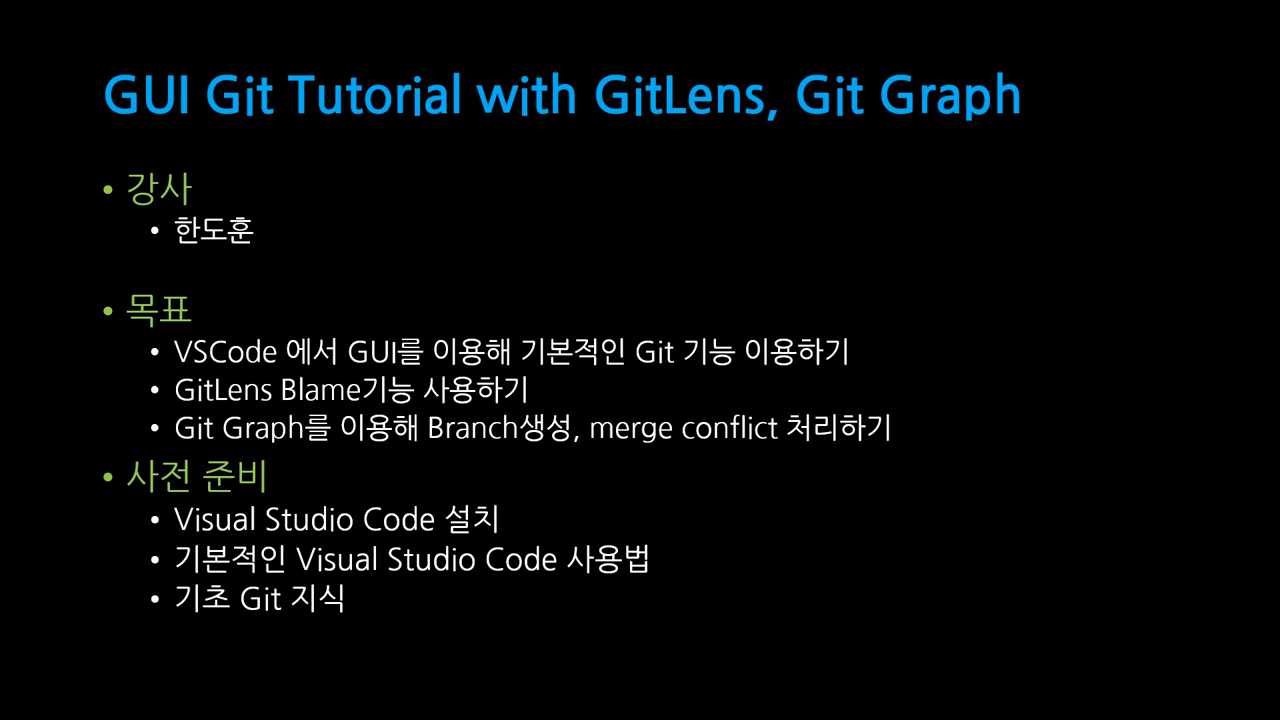 GUI Git Tutorial with GitLens, Git Graph
• 강사
• 한도훈
• 목표
• VSCode 에서 GUI를 이용해 기본적인 Git 기능 이용하기
• GitLens Blame기능 사용하기
• Git Graph를 이용해 Branch생성, merge conflict 처리하기
• 사전 준비
• Visual Studio Code 설치
• 기본적인 Visual Studio Code 사용법
• 기초 Git 지식